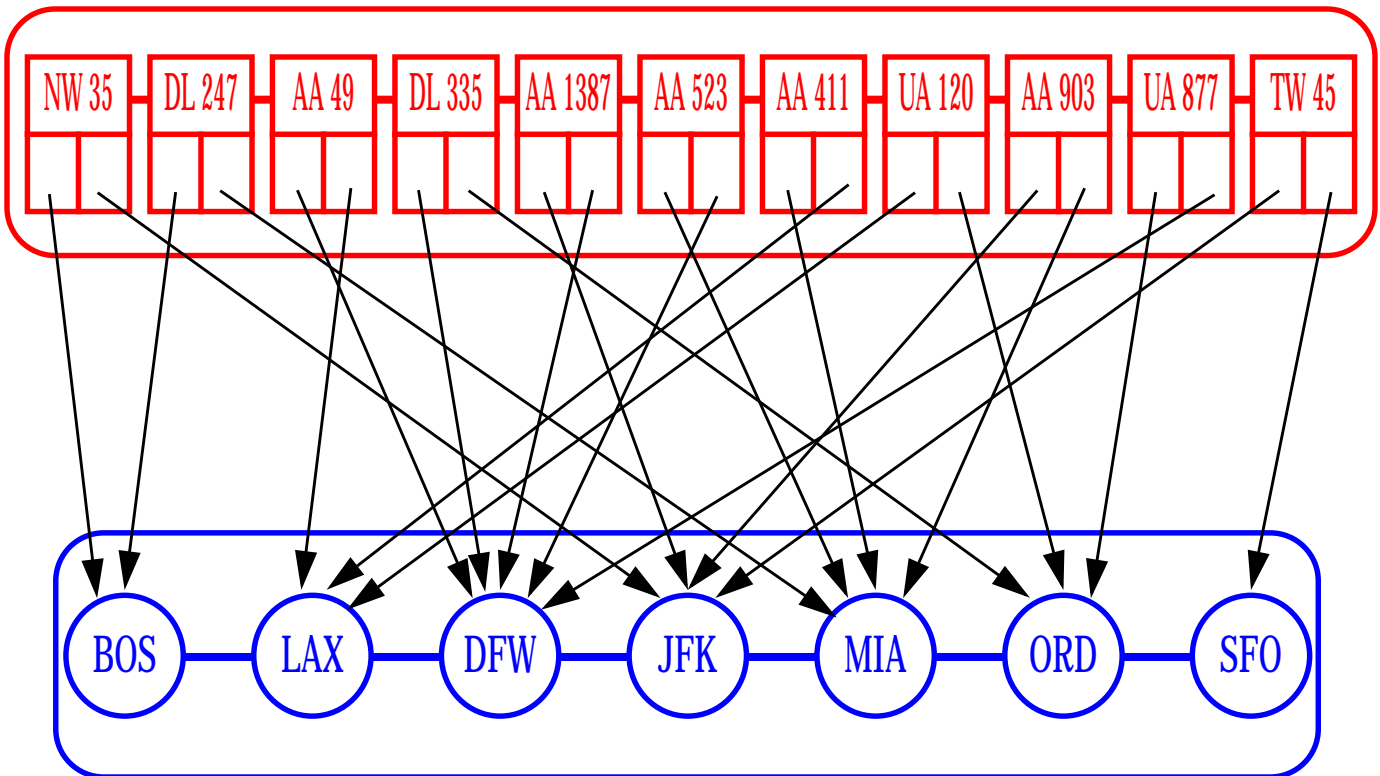 NW 35 DL 247 AA 49 DL 335 AA 1387 AA 523 AA 411 UA 120 AA 903 UA 877 TW 45
BOS LAX DFW JFK MIA ORD SFO